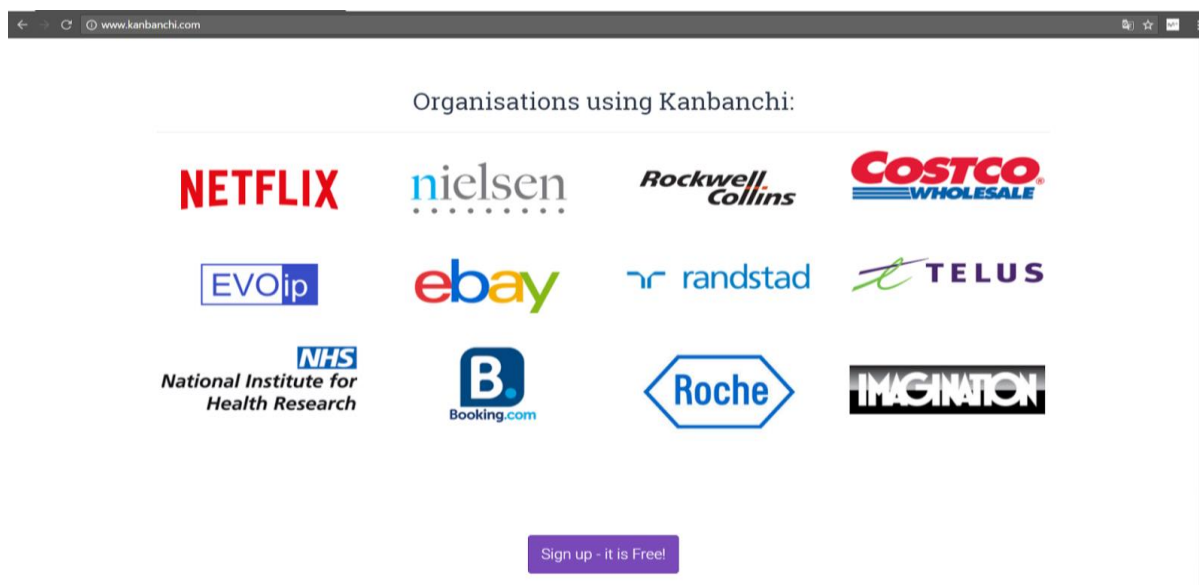 www.kanbanchi.com
Organisations using Kanbanchi:
NETFLIX
nielsen
Rockwell
Collins
COSTCO
WHOLESALE
EVOip
ebay
randstad
TELUS
NHS
National Institute for
Health Research
B.
Booking.com
Roche
IMAGINATION
Sign up - it is Free!